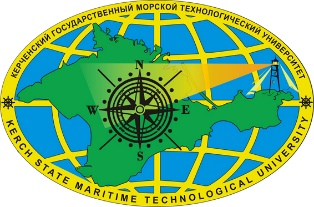 КЕРЧЕНСКИЙ ГОСУДАРСТВЕННЫЙ МОРСКОЙ ТЕХНОЛОГИЧЕСКИЙ УНИВЕРСИТЕТ
N
W E
S
KERCH STATE MARITIME TECHNOLOGICAL UNIVERSITY